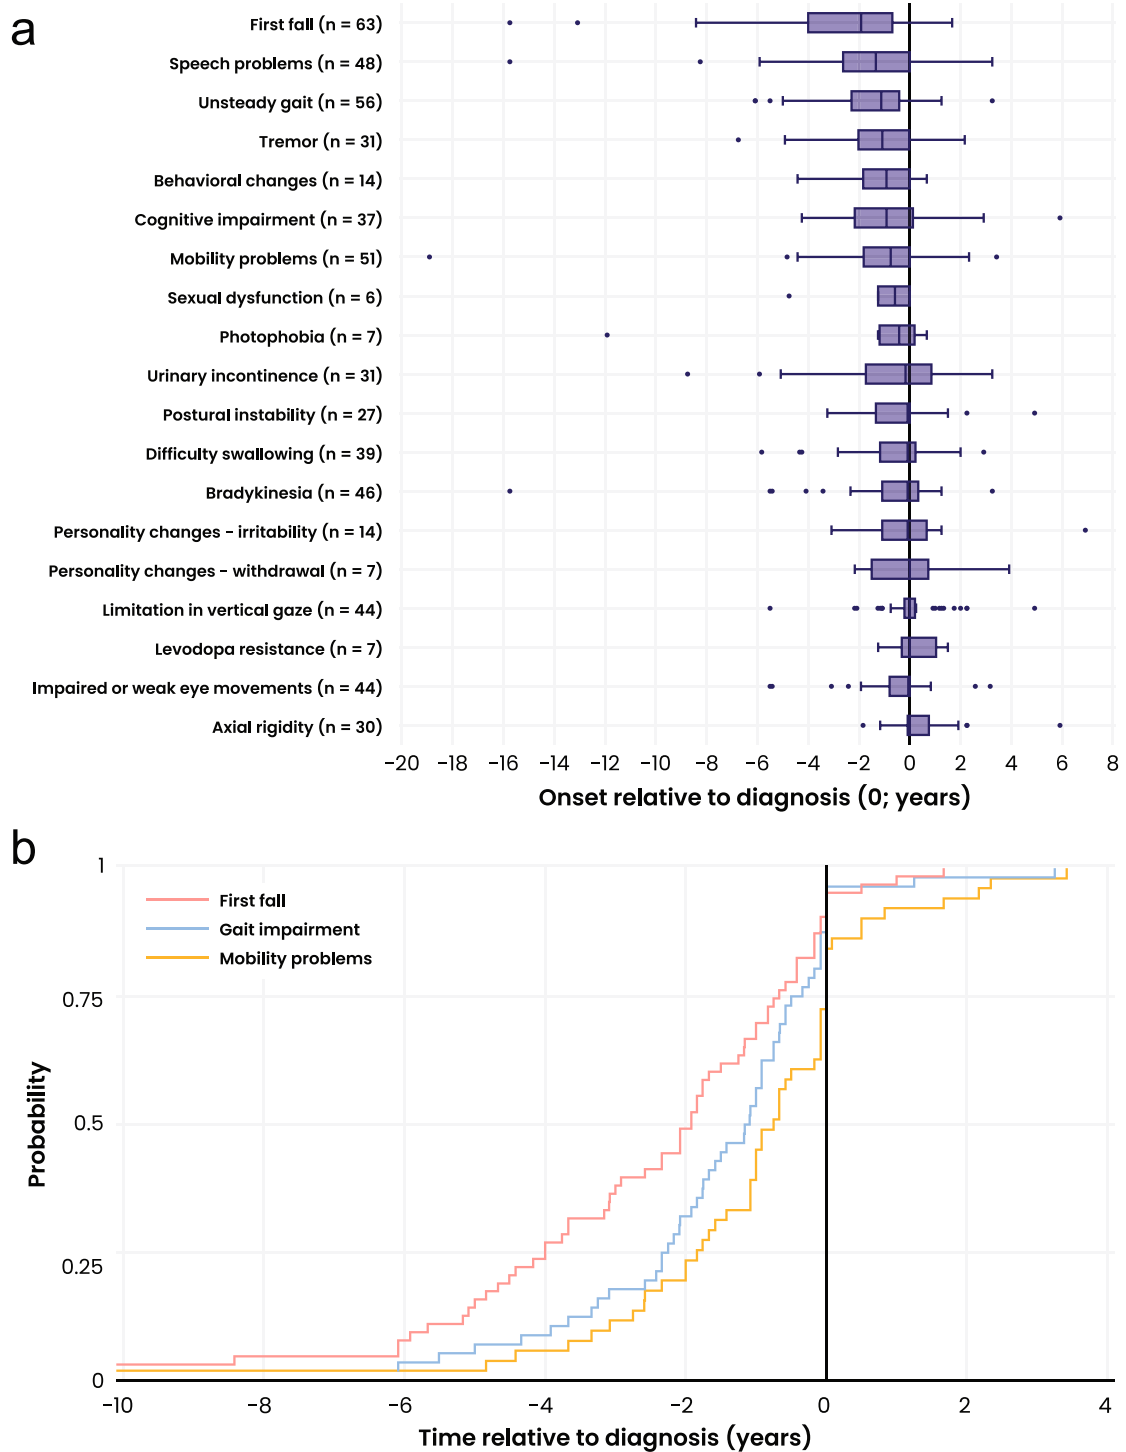 a
First fall (n = 63)
Speech problems (n = 48)
Unsteady gait (n = 56)
Tremor (n = 31)
Behavioral changes (n = 14)
Cognitive impairment (n = 37)
Mobility problems (n = 51)
Sexual dysfunction (n = 6)
Photophobia (n = 7)
Urinary incontinence (n = 31)
Postural instability (n = 27)
Difficulty swallowing (n = 39)
Bradykinesia (n = 46)
Personality changes - irritability (n = 14)
Personality changes - withdrawal (n = 7)
Limitation in vertical gaze (n = 44)
Levodopa resistance (n = 7)
Impaired or weak eye movements (n = 44)
Axial rigidity (n = 30)
-20 -18 -16 -14 -12 -10 -8 -6 -4 -2 0 2 4 6 8
Onset relative to diagnosis (0; years)
b
1
0.75
0.5
0.25
0
Probability
First fall
Gait impairment
Mobility problems
-10 -8 -6 -4 -2 0 2 4
Time relative to diagnosis (years)